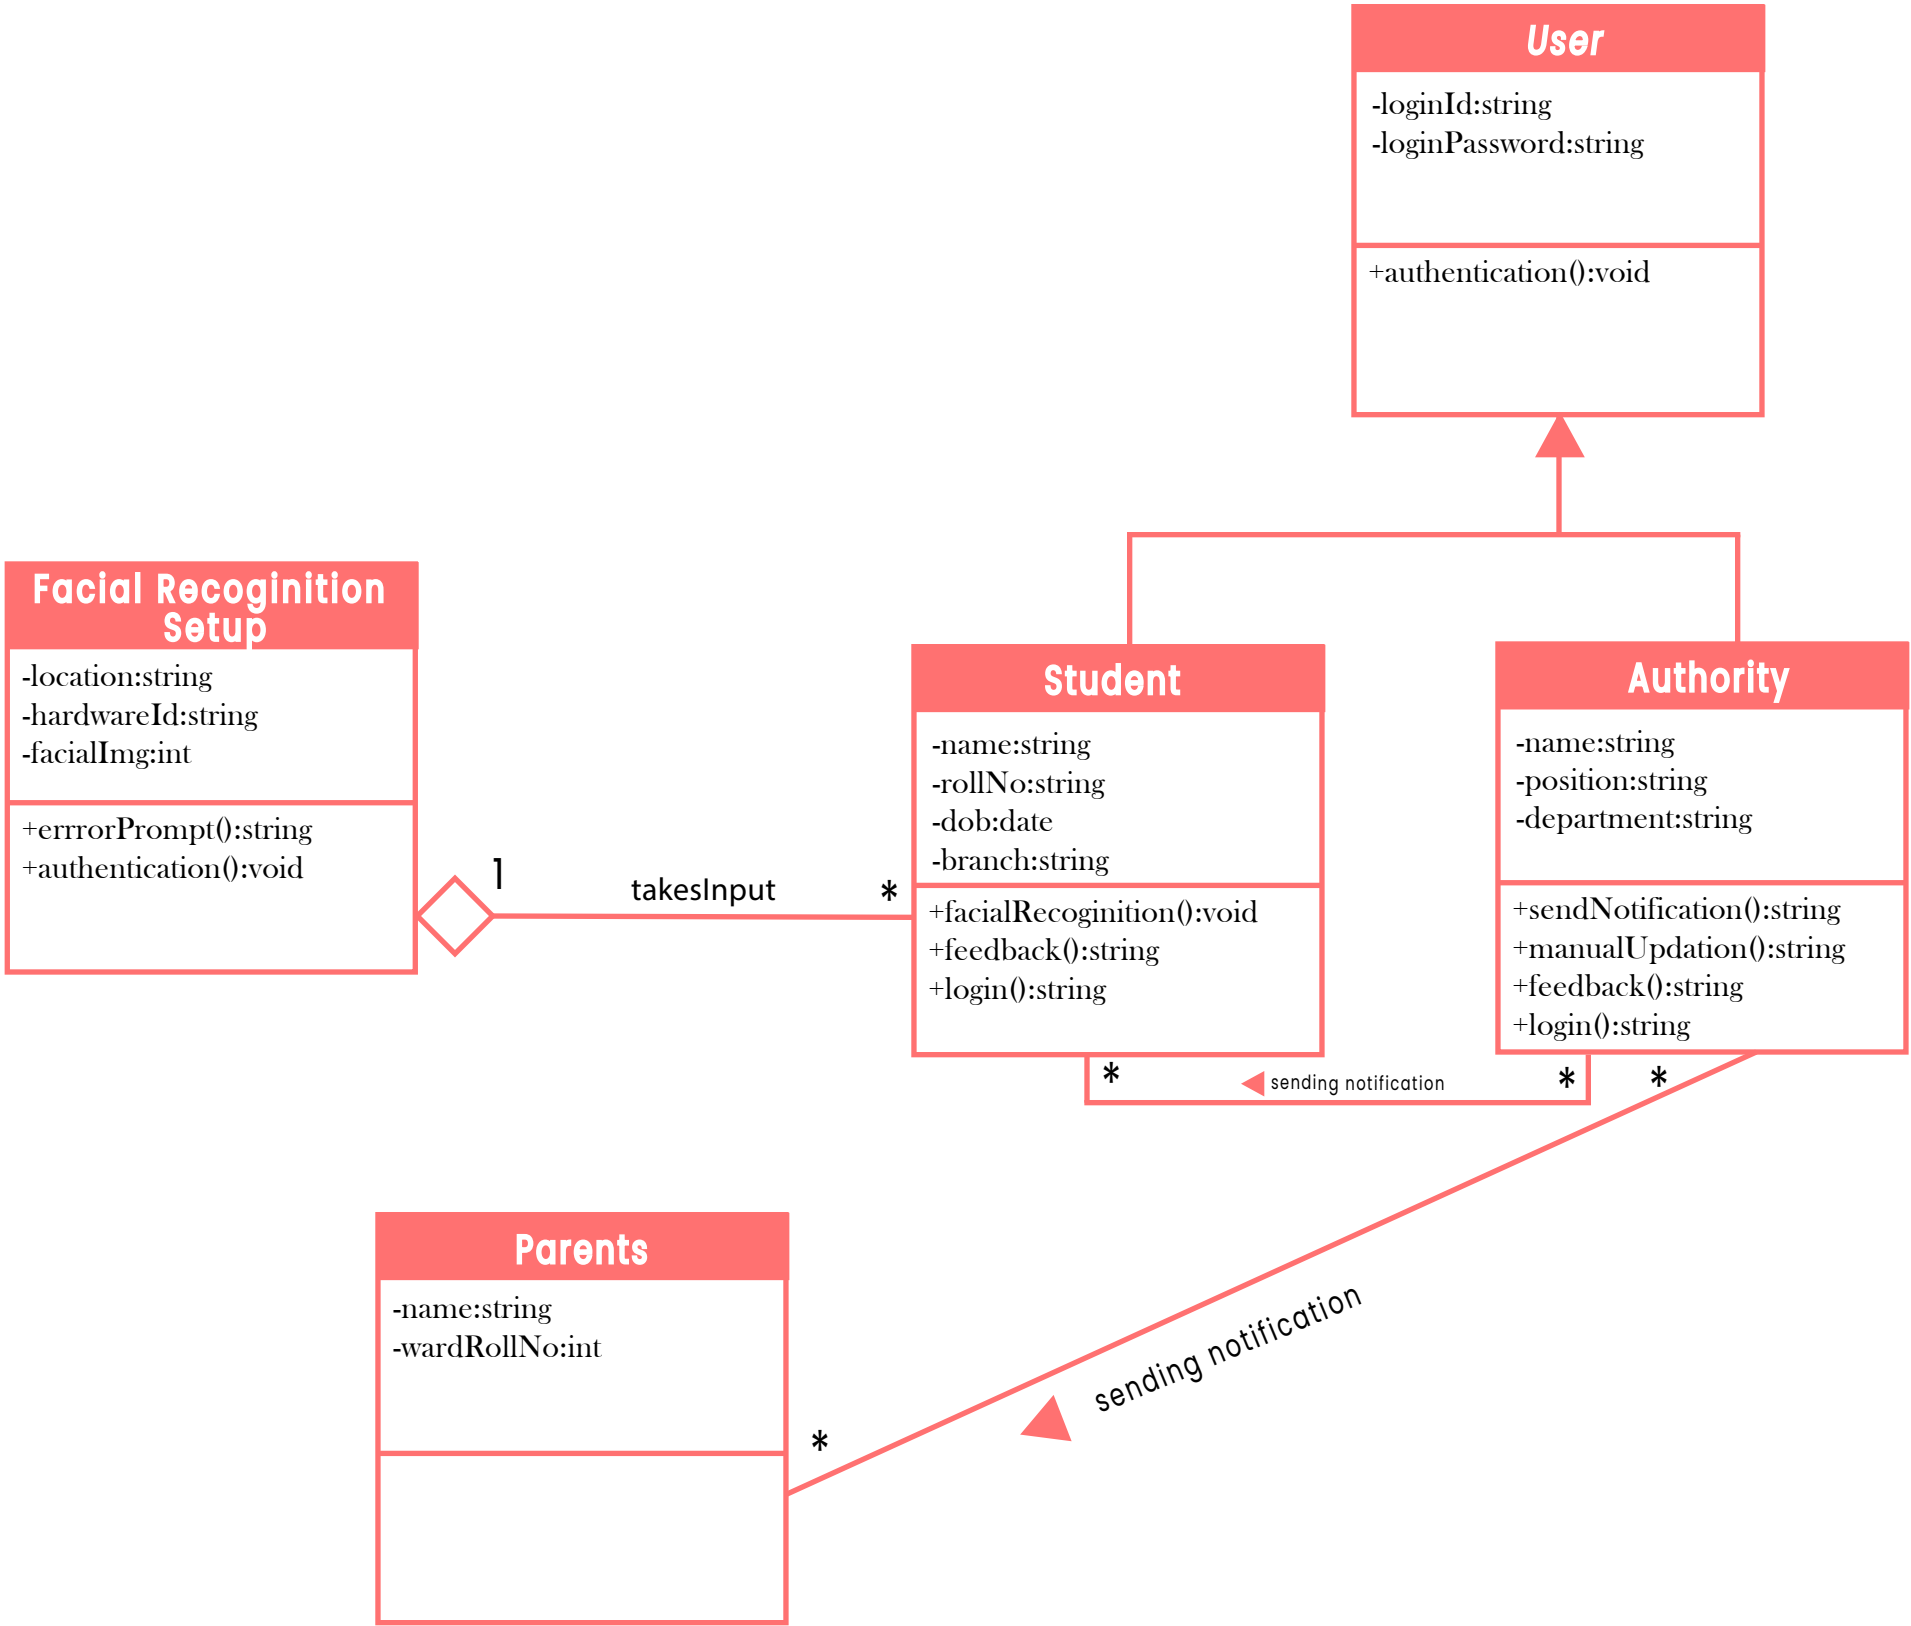 User
-loginId:string
-loginPassword:string
+authentication():void
Facial Recoginition
Setup
-location:string
-hardwareId:string
-facialImg:int
+errrorPrompt():string
+authentication():void
1
takesInput
*
Student
-name:string
-rollNo:string
-dob:date
-branch:string
+facialRecoginition():void
+feedback():string
+login():string
Authority
-name:string
-position:string
-department:string
+sendNotification():string
+manualUpdation():string
+feedback():string
+login():string
*
sending notification
*
*
Parents
-name:string
-wardRollNo:int
*
sending notification